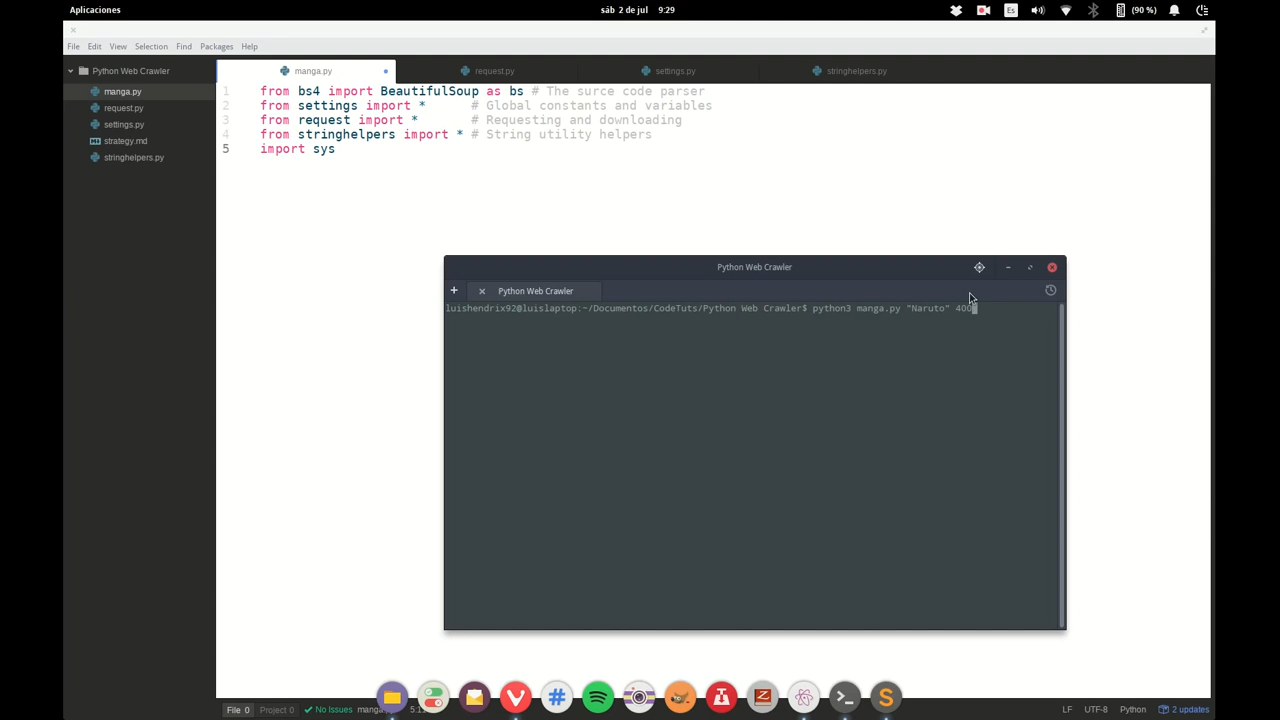 Aplicaciones
sáb 2 de jul 9:29
Es
(90 %)
File Edit View Selection Find Packages Help
Python Web Crawler
manga.py
request.py
settings.py
strategy.md
stringhelpers.py
manga.py
request.py
settings.py
stringhelpers.py
1 from bs4 import BeautifulSoup as bs # The surce code parser
2 from settings import * # Global constants and variables
3 from request import * # Requesting and downloading
4 from stringhelpers import * # String utility helpers
5 import sys
Python Web Crawler
Python Web Crawler
luishendrix92@luislaptop:~/Documentos/CodeTuts/Python Web Crawler$ python3 manga.py "Naruto" 400
File 0 Project 0 No Issues
LF UTF-8 Python 2 updates